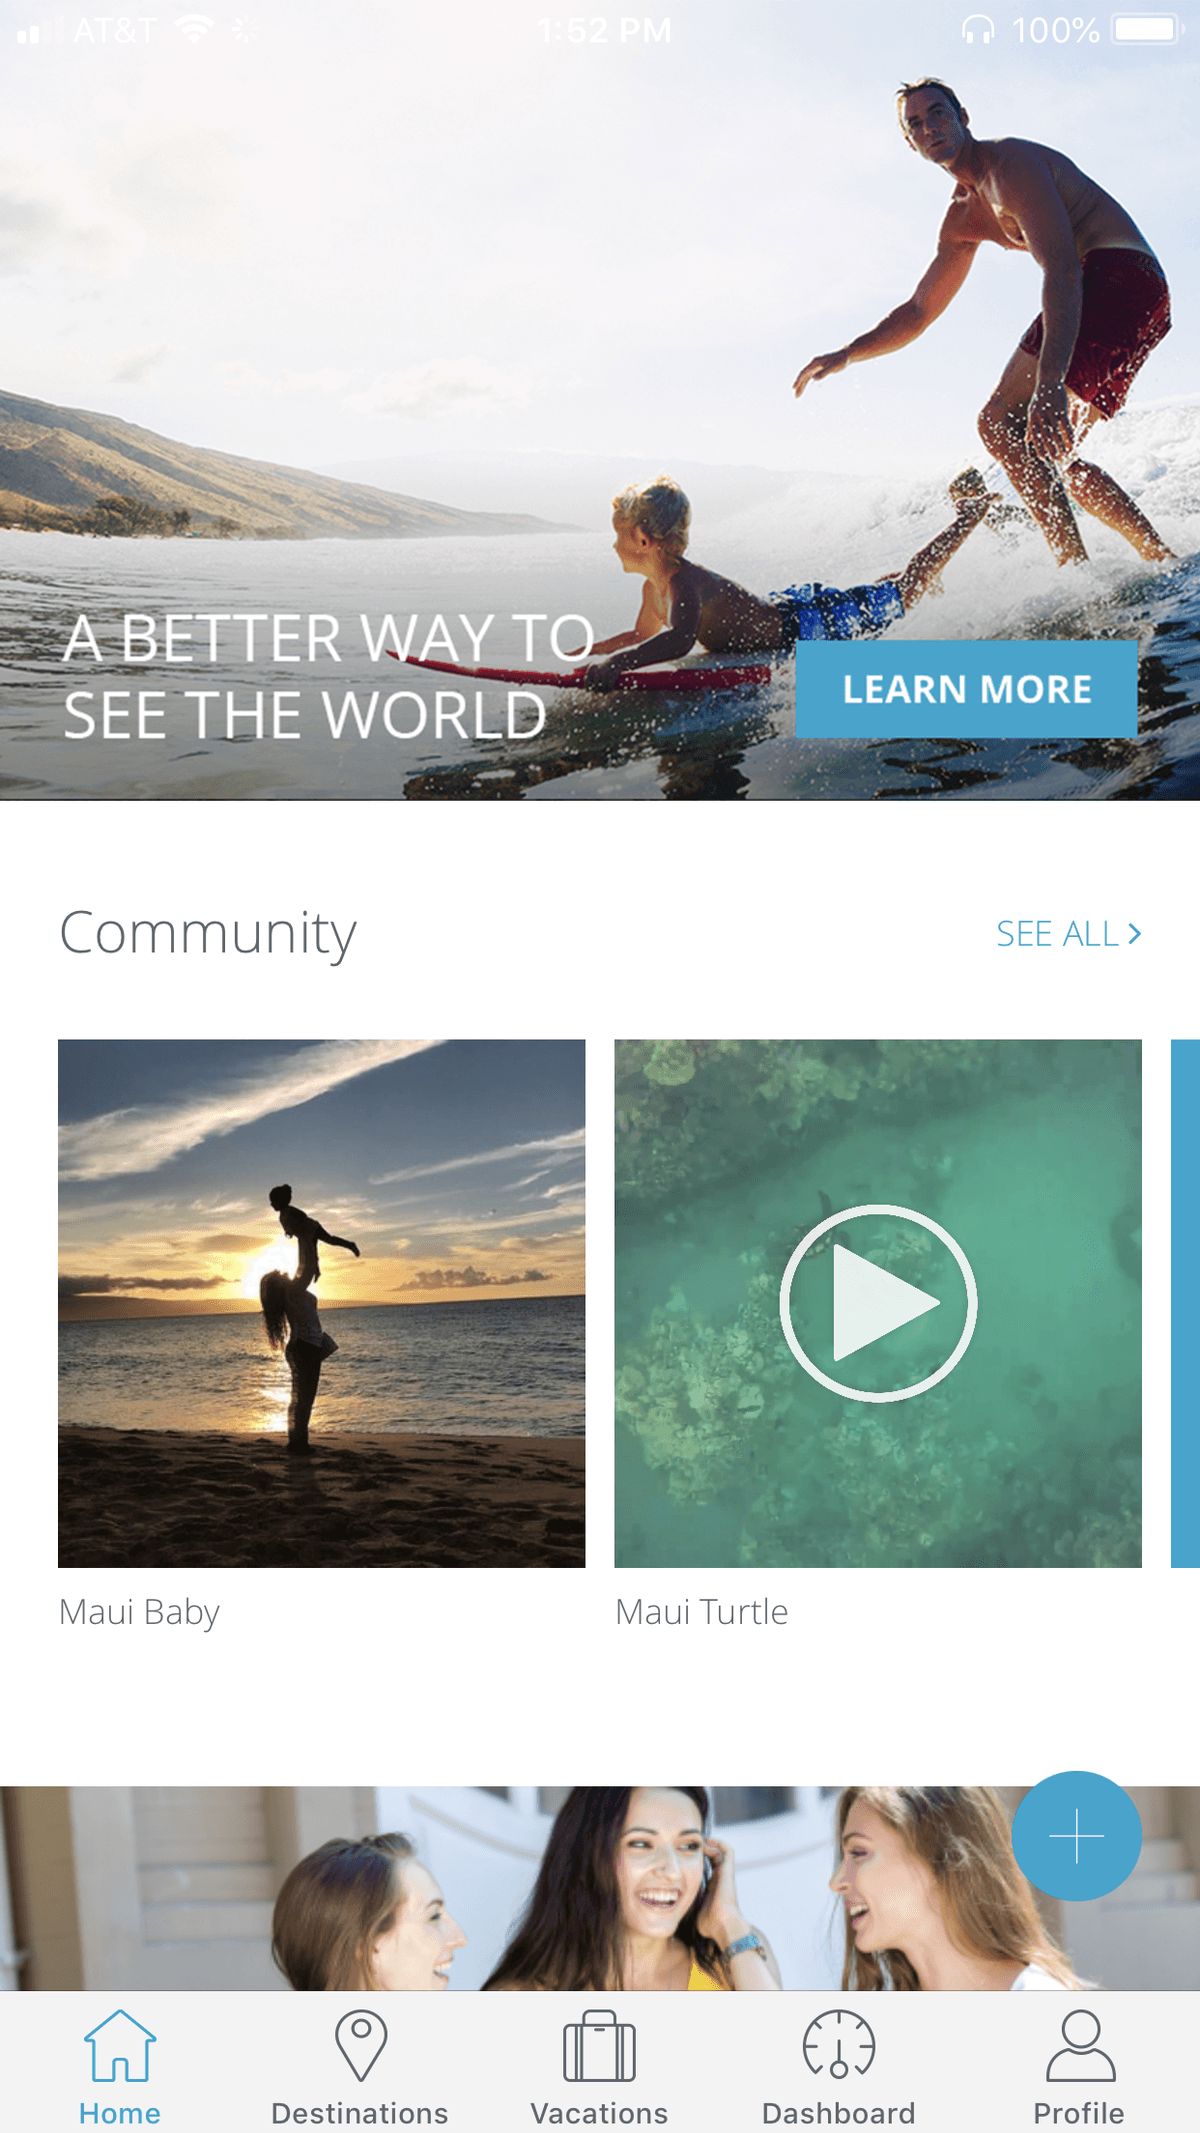 AT&T 1:52 PM 100%
A BETTER WAY TO
SEE THE WORLD
LEARN MORE
Community SEE ALL
Maui Baby Maui Turtle
Home Destinations Vacations Dashboard Profile